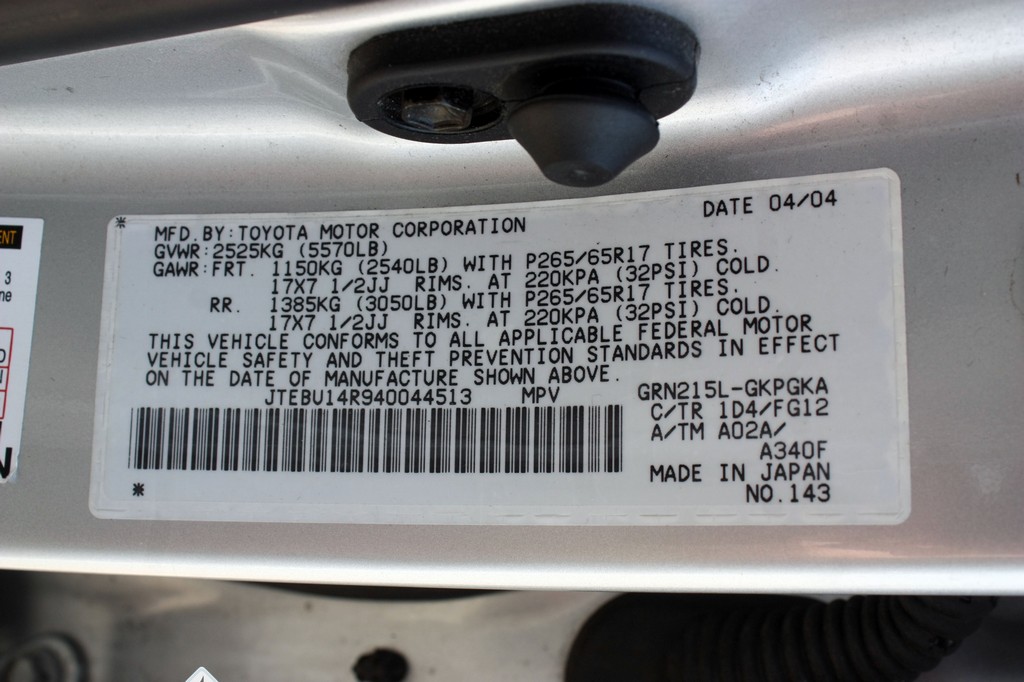 DATE 04/04
MFD.BY:TOYOTA MOTOR CORPORATION
GVWR:2525KG (5570LB)
GAWR:FRT. 1150KG (2540LB) WITH P265/65R17 TIRES.
17X7 1/2JJ RIMS. AT 220KPA (32PSI) COLD.
RR. 1385KG (3050LB) WITH P265/65R17 TIRES.
17X7 1/2JJ RIMS. AT 220KPA (32PSI) COLD.
THIS VEHICLE CONFORMS TO ALL APPLICABLE FEDERAL MOTOR
VEHICLE SAFETY AND THEFT PREVENTION STANDARDS IN EFFECT
ON THE DATE OF MANUFACTURE SHOWN ABOVE.
JTEBU14R940044513 MPV
GRN215L-GKPGKA
C/TR 1D4/FG12
A/TM A02A/
A340F
MADE IN JAPAN
NO.143